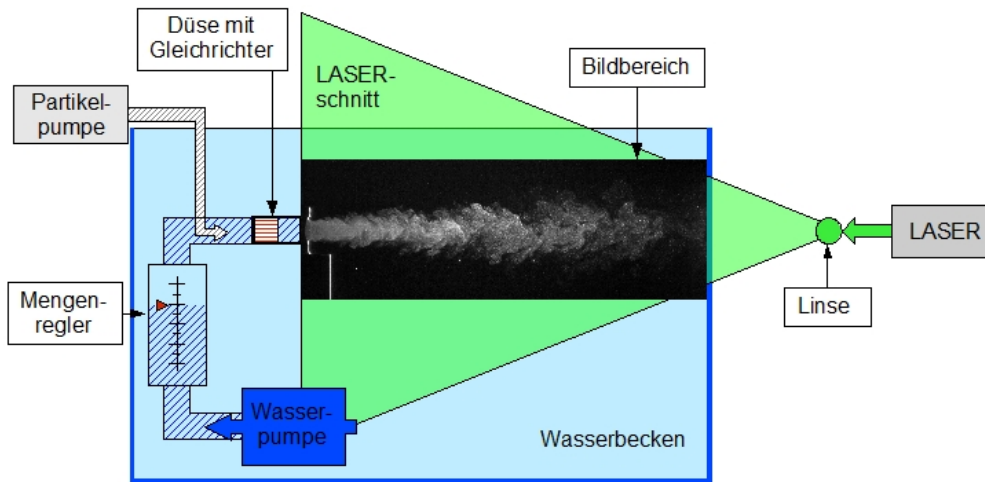 Düse mit
Gleichrichter
LASER-
schnitt
Bildbereich
Partikel-
pumpe
LASER
Mengen-
regler
Linse
Wasser-
pumpe
Wasserbecken